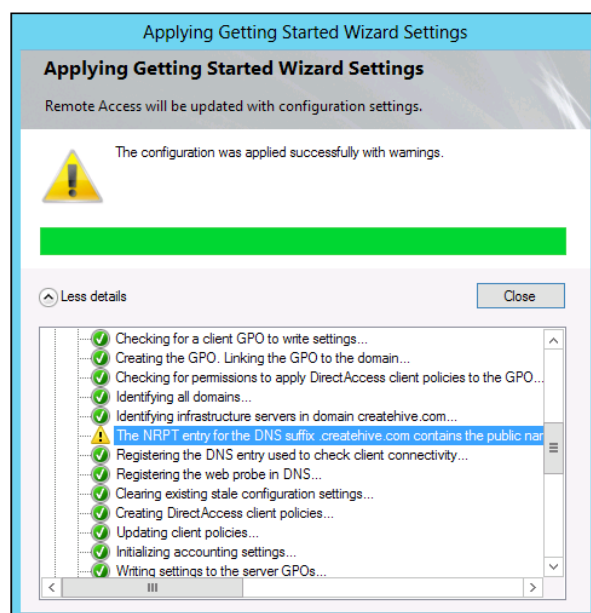 Applying Getting Started Wizard Settings
Applying Getting Started Wizard Settings
Remote Access will be updated with configuration settings.
The configuration was applied successfully with warnings.
Less details
Close
Checking for a client GPO to write settings...
Creating the GPO. Linking the GPO to the domain...
Checking for permissions to apply DirectAccess client policies to the GPO...
Identifying all domains...
Identifying infrastructure servers in domain createhive.com...
The NRPT entry for the DNS suffix .createhive.com contains the public nar
Registering the DNS entry used to check client connectivity...
Registering the web probe in DNS...
Clearing existing stale configuration settings...
Creating DirectAccess client policies...
Updating client policies...
Initializing accounting settings...
Writing settings to the server GPOs...